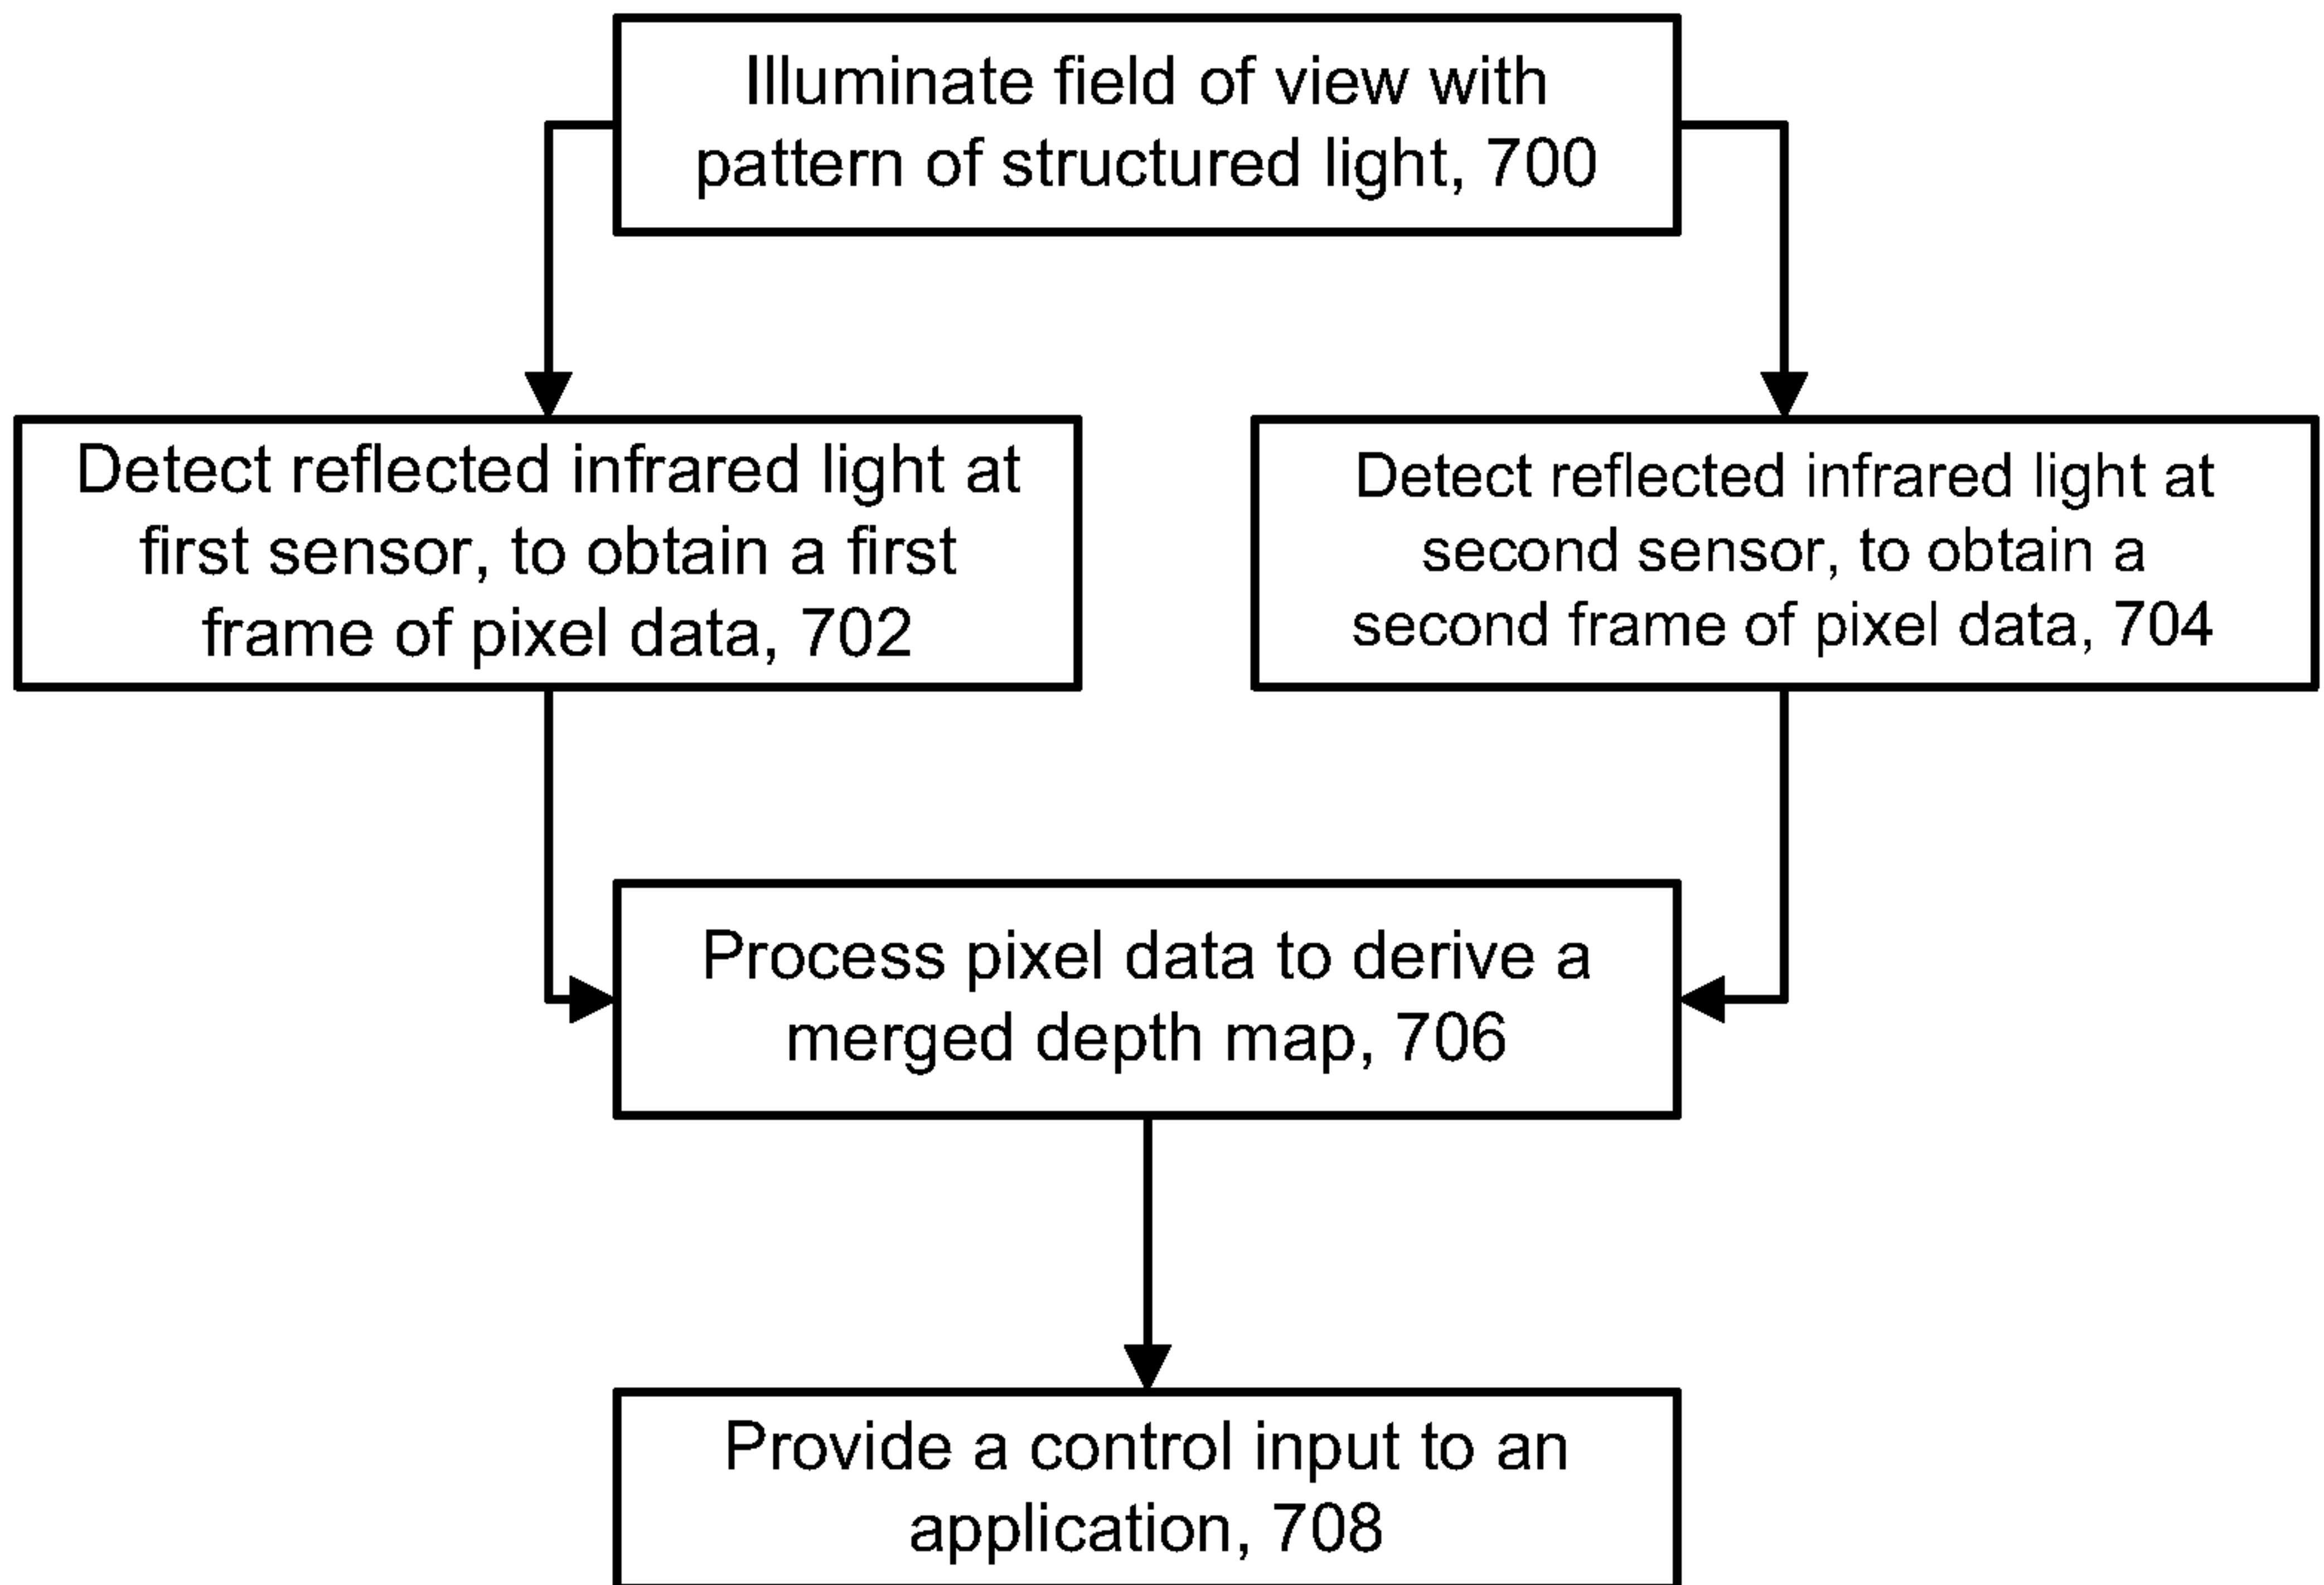 Illuminate field of view with
pattern of structured light, 700
Detect reflected infrared light at
first sensor, to obtain a first
frame of pixel data, 702
Detect reflected infrared light at
second sensor, to obtain a
second frame of pixel data, 704
Process pixel data to derive a
merged depth map, 706
Provide a control input to an
application, 708